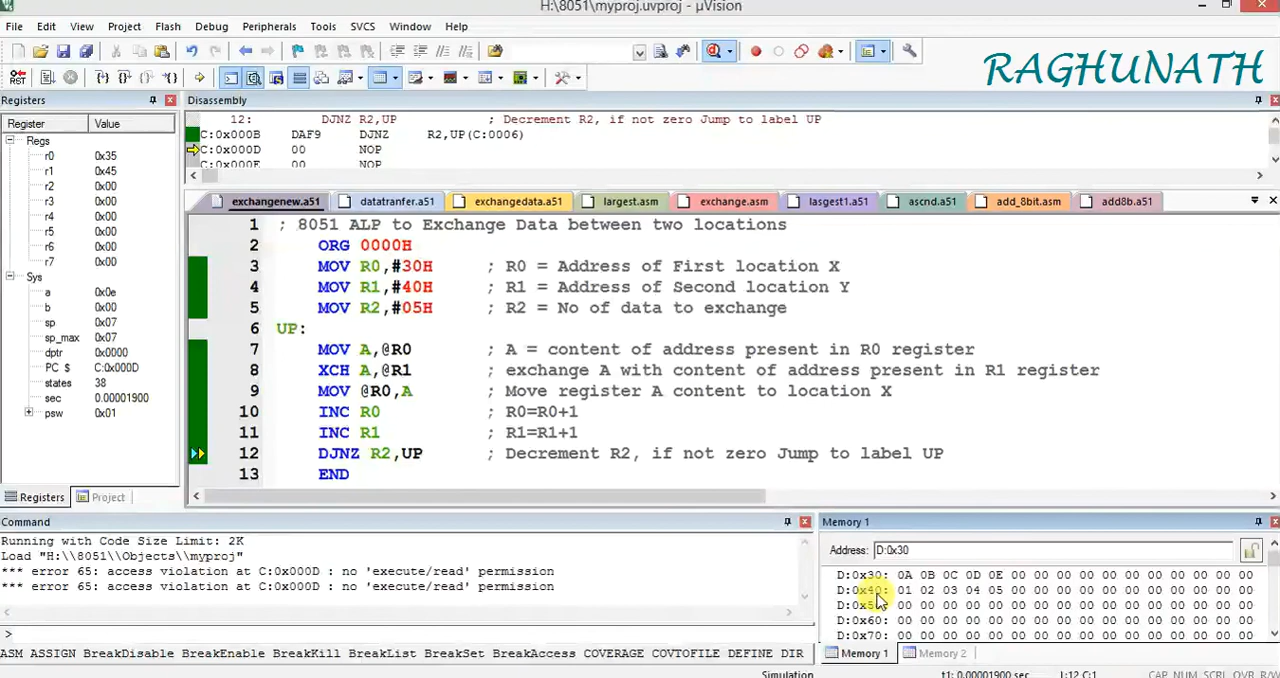 H:\8051\myproj.uvproj - µVision
File Edit View Project Flash Debug Peripherals Tools SVCS Window Help
RAGHUNATH
Registers
Register Value
Regs
r0 0x35
r1 0x45
r2 0x00
r3 0x00
r4 0x00
r5 0x00
r6 0x00
r7 0x00
Sys
a 0x0e
b 0x00
sp 0x07
sp_max 0x07
dptr 0x0000
PC $ C:0x000D
states 38
sec 0.00001900
psw 0x01
Registers Project
Disassembly
12: DJNZ R2,UP ; Decrement R2, if not zero Jump to label UP
C:0x000B DAF9 DJNZ R2,UP(C:0006)
C:0x000D 00 NOP
C:0x000E 00 NOP
exchangenew.a51 datatranfer.a51 exchangedata.a51 largest.asm exchange.asm lasgest1.a51 ascnd.a51 add_8bit.asm add8b.a51
1 ; 8051 ALP to Exchange Data between two locations
2 ORG 0000H
3 MOV R0,#30H ; R0 = Address of First location X
4 MOV R1,#40H ; R1 = Address of Second location Y
5 MOV R2,#05H ; R2 = No of data to exchange
6 UP:
7 MOV A,@R0 ; A = content of address present in R0 register
8 XCH A,@R1 ; exchange A with content of address present in R1 register
9 MOV @R0,A ; Move register A content to location X
10 INC R0 ; R0=R0+1
11 INC R1 ; R1=R1+1
12 DJNZ R2,UP ; Decrement R2, if not zero Jump to label UP
13 END
Command
Running with Code Size Limit: 2K
Load "H:\\8051\\Objects\\myproj"
*** error 65: access violation at C:0x000D : no 'execute/read' permission
*** error 65: access violation at C:0x000D : no 'execute/read' permission
>
ASM ASSIGN BreakDisable BreakEnable BreakKill BreakList BreakSet BreakAccess COVERAGE COVTOFILE DEFINE DIR
Memory 1
Address: D:0x30
D:0x30: 0A 0B 0C 0D 0E 00 00 00 00 00 00 00 00 00 00 00
D:0x40: 01 02 03 04 05 00 00 00 00 00 00 00 00 00 00 00
D:0x50: 00 00 00 00 00 00 00 00 00 00 00 00 00 00 00 00
D:0x60: 00 00 00 00 00 00 00 00 00 00 00 00 00 00 00 00
D:0x70: 00 00 00 00 00 00 00 00 00 00 00 00 00 00 00 00
Memory 1 Memory 2
Simulation t1: 0.00001900 sec L:12 C:1 CAP NUM SCRL OVR R/W